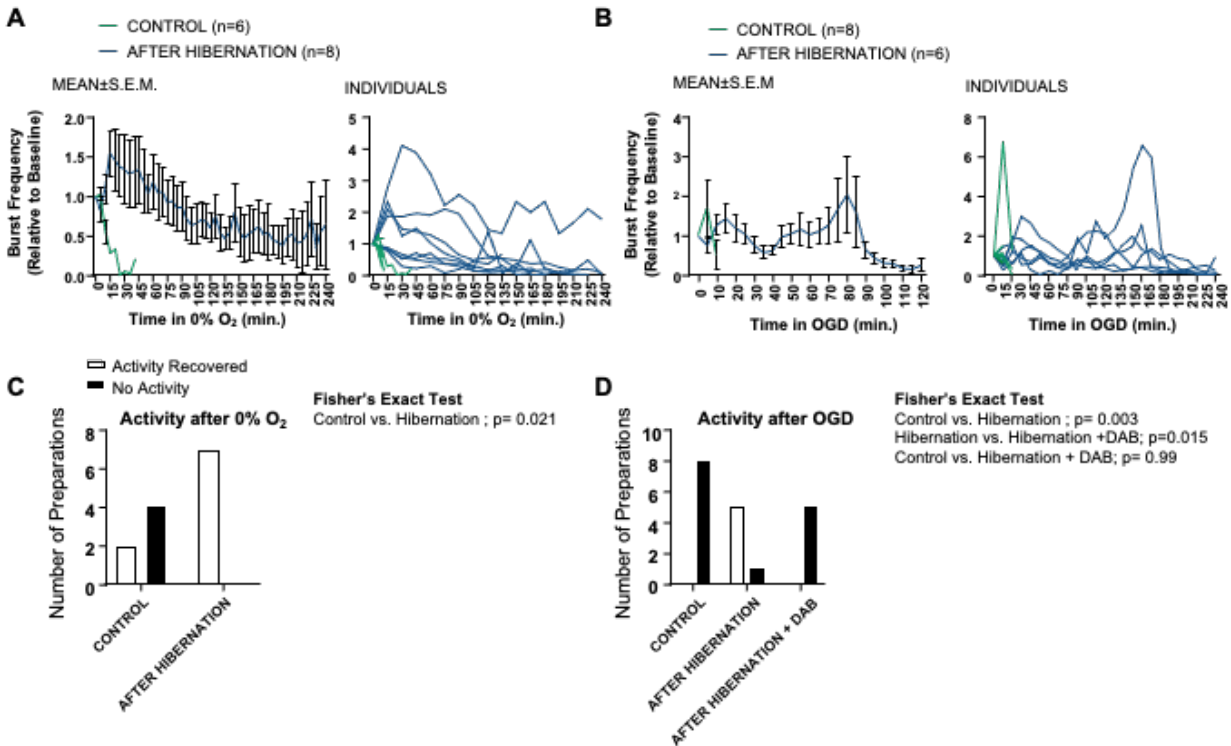 A
CONTROL (n=6)
AFTER HIBERNATION (n=8)
MEAN±S.E.M.
INDIVIDUALS
Burst Frequency
(Relative to Baseline)
2.0
1.5
1.0
0.5
0.0
0 15 30 45 60 75 90 105 120 135 150 165 180 195 210 225 240
Time in 0% O₂ (min.)
5
4
3
2
1
0
0 15 30 45 60 75 90 105 120 135 150 165 180 195 210 225 240
Time in 0% O₂ (min.)
B
CONTROL (n=8)
AFTER HIBERNATION (n=6)
MEAN±S.E.M
INDIVIDUALS
Burst Frequency
(Relative to Baseline)
4
3
2
1
0
0 10 20 30 40 50 60 70 80 90 100 110 120
Time in OGD (min.)
8
6
4
2
0
0 15 30 45 60 75 90 105 120 135 150 165 180 195 210 225 240
Time in OGD (min.)
Activity Recovered
No Activity
C
Activity after 0% O₂
Fisher's Exact Test
Control vs. Hibernation ; p= 0.021
Number of Preparations
8
6
4
2
0
CONTROL
AFTER HIBERNATION
D
Activity after OGD
Fisher's Exact Test
Control vs. Hibernation ; p= 0.003
Hibernation vs. Hibernation +DAB; p=0.015
Control vs. Hibernation + DAB; p= 0.99
Number of Preparations
10
8
6
4
2
0
CONTROL
AFTER HIBERNATION
AFTER HIBERNATION + DAB